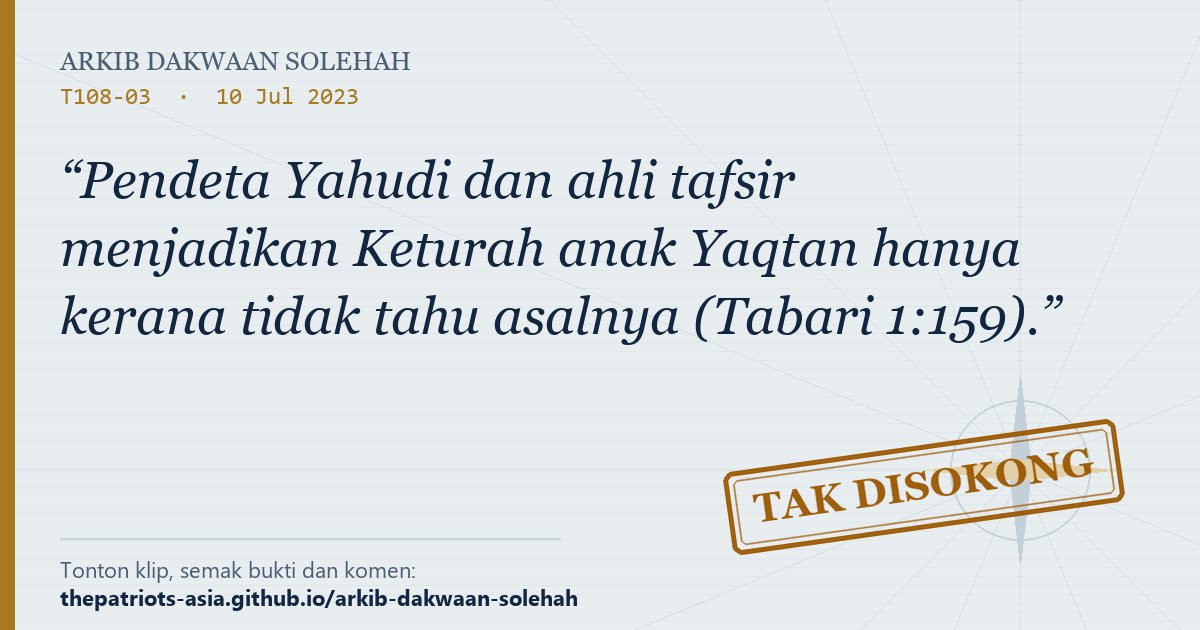 ARKIB DAKWAAN SOLEHAH
T108-03 · 10 Jul 2023
“Pendeta Yahudi dan ahli tafsir
menjadikan Keturah anak Yaqtan hanya
kerana tidak tahu asalnya (Tabari 1:159).”
TAK DISOKONG
Tonton klip, semak bukti dan komen:
thepatriots-asia.github.io/arkib-dakwaan-solehah